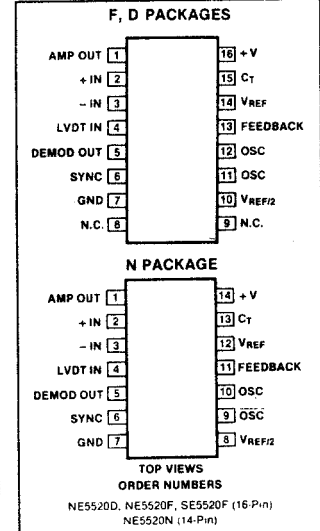 F, D PACKAGES
AMP OUT 1 16 +V
+ IN 2 15 CT
- IN 3 14 VREF
LVDT IN 4 13 FEEDBACK
DEMOD OUT 5 12 OSC
SYNC 6 11 OSC
GND 7 10 VREF/2
N.C. 8 9 N.C.
N PACKAGE
AMP OUT 1 14 +V
+ IN 2 13 CT
- IN 3 12 VREF
LVDT IN 4 11 FEEDBACK
DEMOD OUT 5 10 OSC
SYNC 6 9 O̅S̅C̅
GND 7 8 VREF/2
TOP VIEWS
ORDER NUMBERS
NE5520D, NE5520F, SE5520F (16-Pin)
NE5520N (14-Pin)